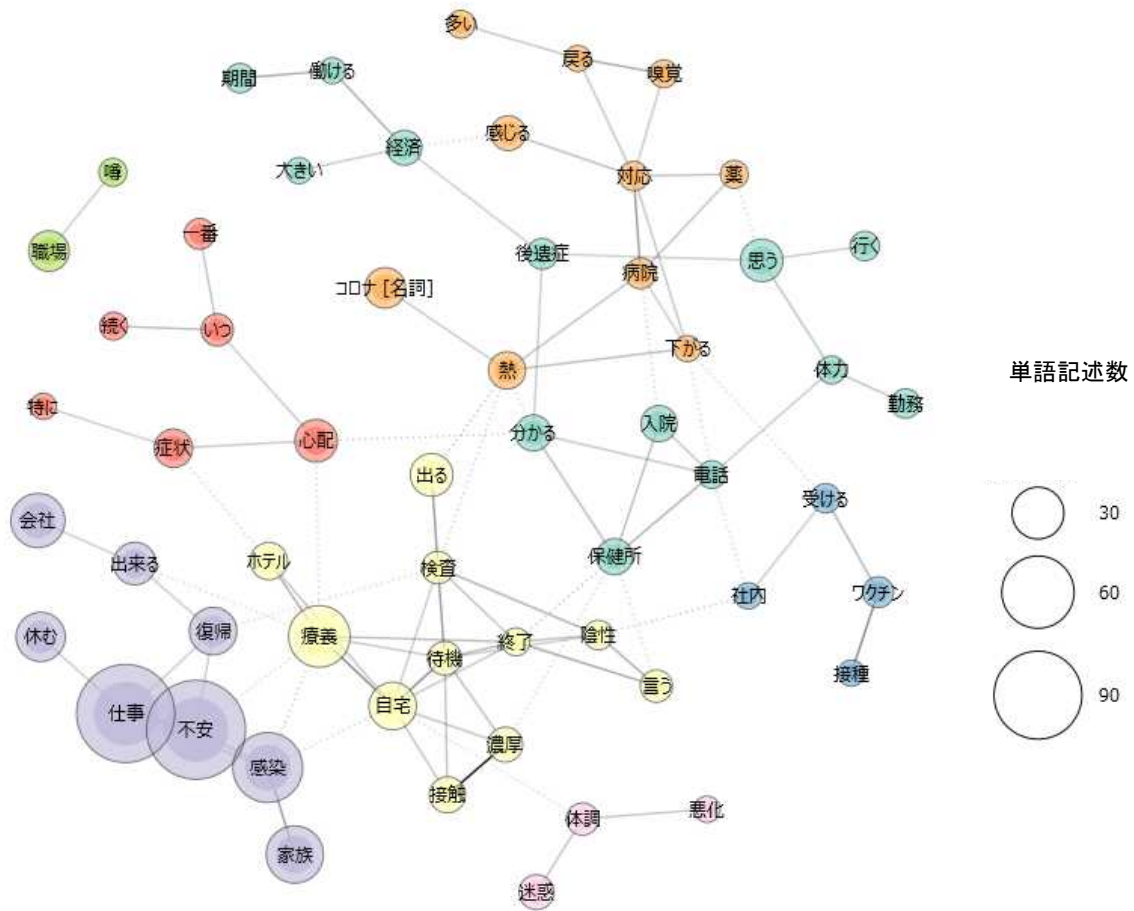 多い
戻る
嗅覚
期間
働ける
感じる
経済
大きい
対応
薬
噂
職場
一番
後遺症
思う
行く
病院
コロナ [名詞]
続く
いつ
下がる
熱
体力
単語記述数
特に
勤務
症状
心配
分かる
入院
出る
電話
受ける
30
会社
出来る
ホテル
検査
保健所
社内
ワクチン
60
休む
復帰
療義
待機
終了
陰性
接種
言う
90
仕事
不安
自宅
濃厚
感染
接触
体調
悪化
家族
迷惑